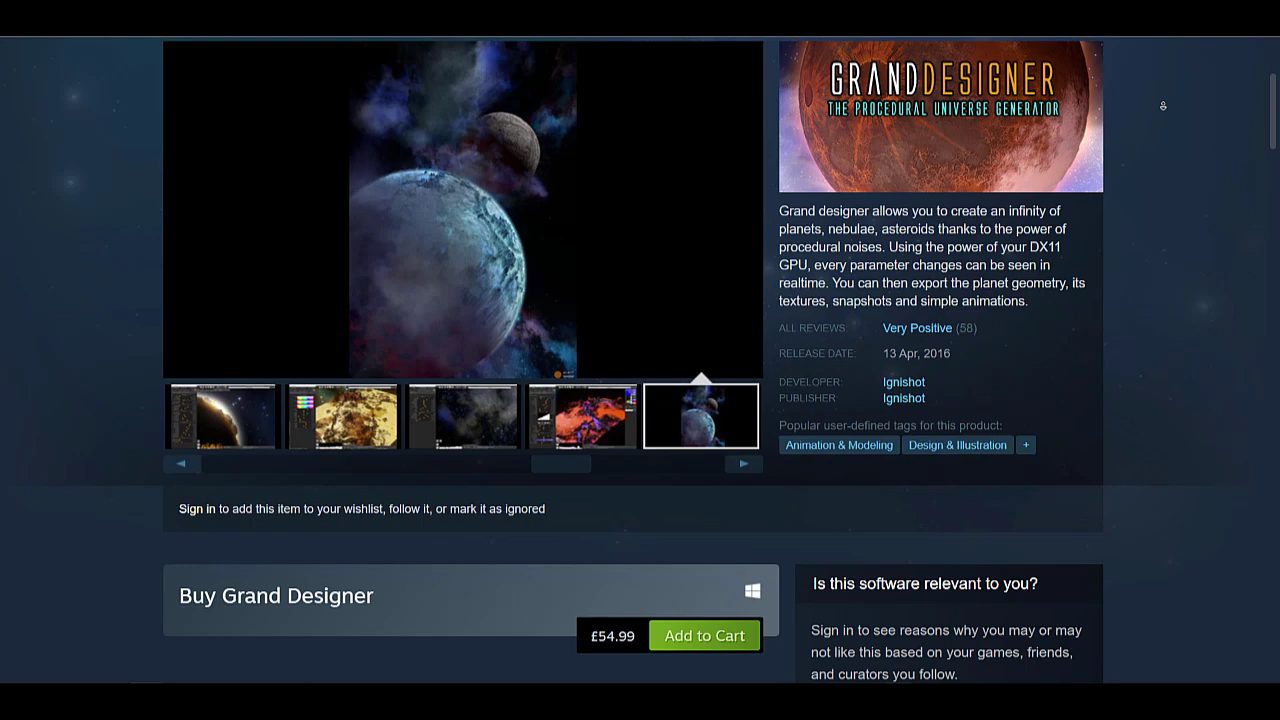 GRANDDESIGNER
THE PROCEDURAL UNIVERSE GENERATOR
Grand designer allows you to create an infinity of
planets, nebulae, asteroids thanks to the power of
procedural noises. Using the power of your DX11
GPU, every parameter changes can be seen in
realtime. You can then export the planet geometry, its
textures, snapshots and simple animations.
ALL REVIEWS: Very Positive (58)
RELEASE DATE: 13 Apr, 2016
DEVELOPER: Ignishot
PUBLISHER: Ignishot
Popular user-defined tags for this product:
Animation & Modeling Design & Illustration +
Sign in to add this item to your wishlist, follow it, or mark it as ignored
Buy Grand Designer
£54.99 Add to Cart
Is this software relevant to you?
Sign in to see reasons why you may or may
not like this based on your games, friends,
and curators you follow.